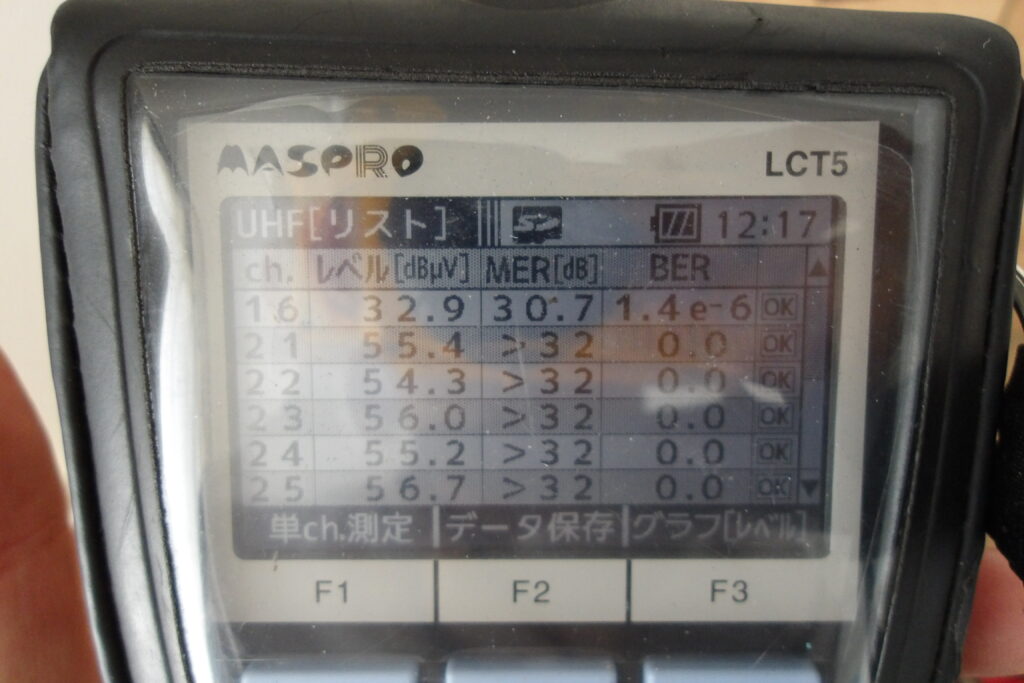 MASPRO LCT5
UHF[リスト] SD 12:17
ch. レベル[dBμV] MER[dB] BER
16 32.9 30.7 1.4e-6 OK
21 55.4 >32 0.0 OK
22 54.3 >32 0.0 OK
23 56.0 >32 0.0 OK
24 55.2 >32 0.0 OK
25 56.7 >32 0.0 OK
単ch.測定 データ保存 グラフ[レベル]
F1 F2 F3